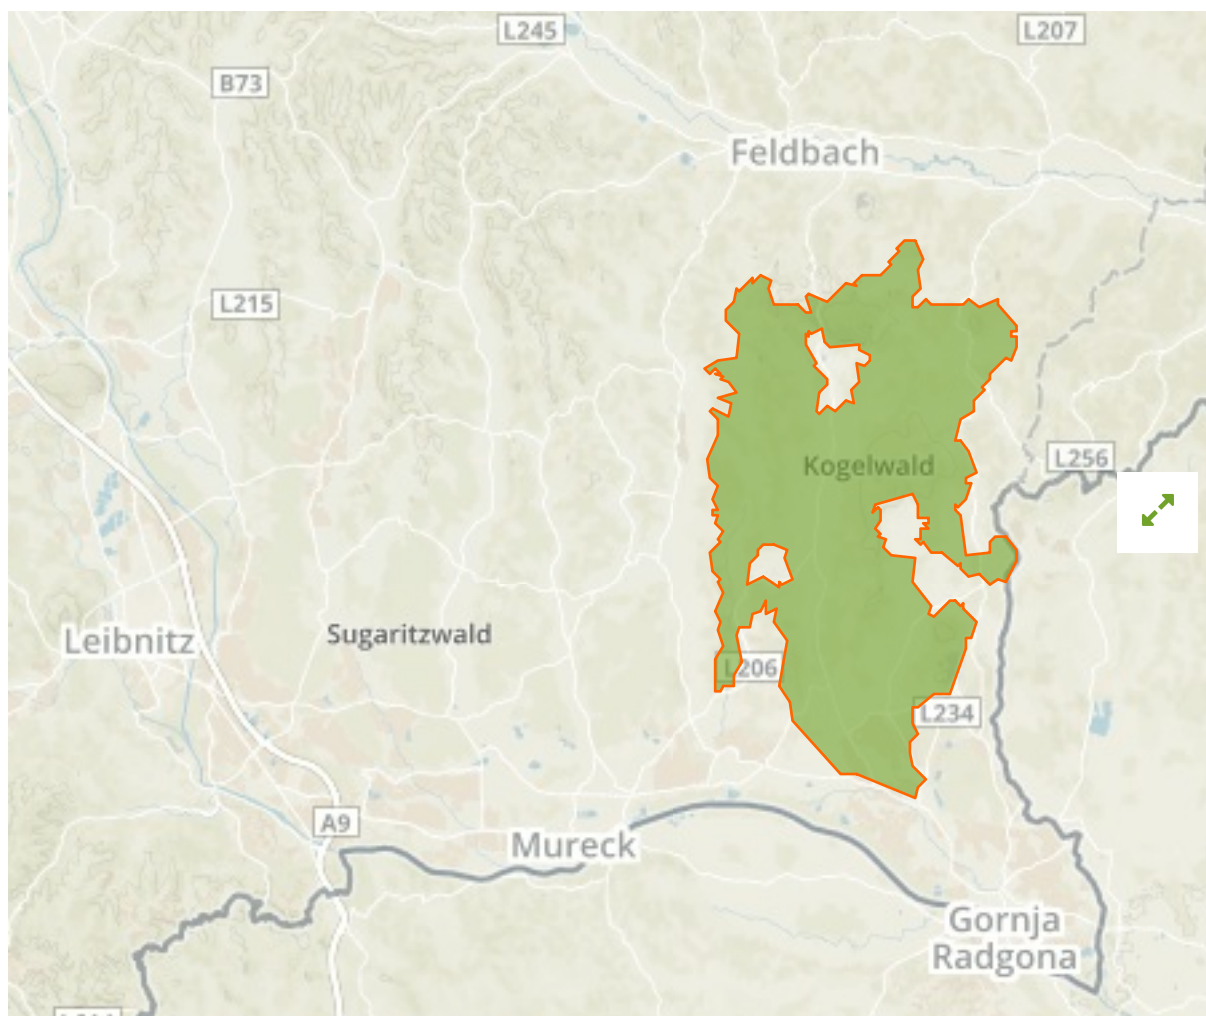 L245
L207
B73
Feldbach
L215
L256
Kogelwald
Sugaritzwald
Leibnitz
L206
L234
A9
Mureck
Gornja
Radgona